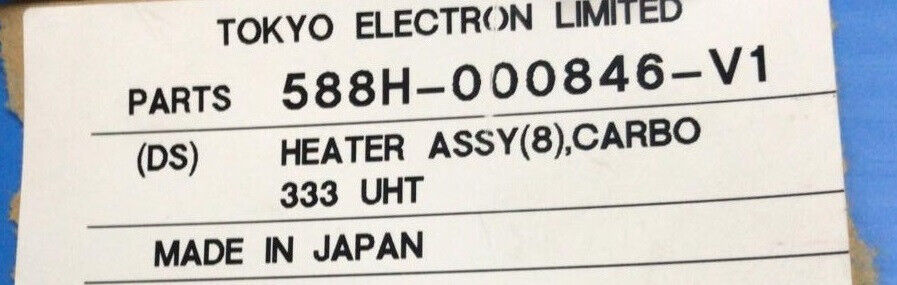 TOKYO ELECTRON LIMITED
PARTS 588H-000846-V1
(DS) HEATER ASSY(8),CARBO
333 UHT
MADE IN JAPAN